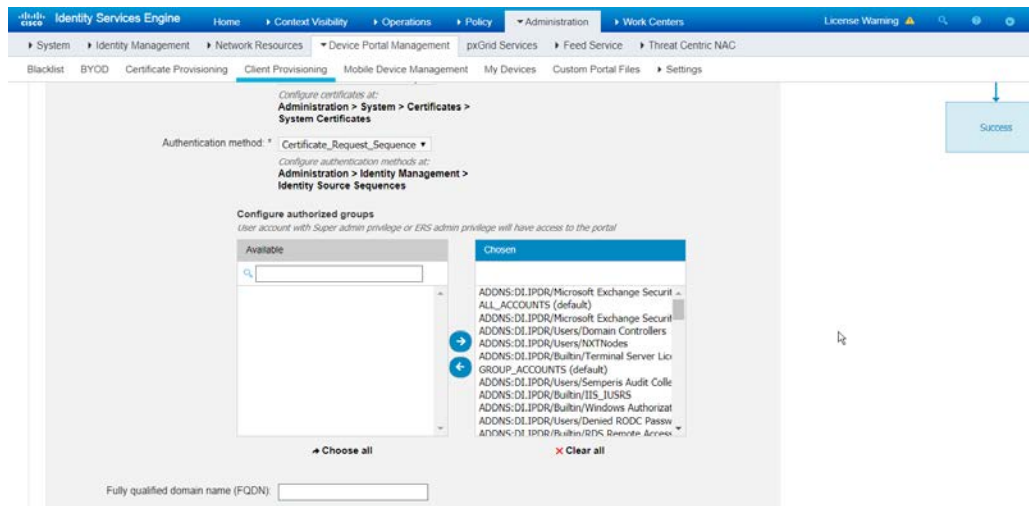 cisco Identity Services Engine Home Context Visibility Operations Policy Administration Work Centers License Warning
System Identity Management Network Resources Device Portal Management pxGrid Services Feed Service Threat Centric NAC
Blacklist BYOD Certificate Provisioning Client Provisioning Mobile Device Management My Devices Custom Portal Files Settings
Configure certificates at:
Administration > System > Certificates >
System Certificates
Success
Authentication method: * Certificate_Request_Sequence
Configure authentication methods at:
Administration > Identity Management >
Identity Source Sequences
Configure authorized groups
User account with Super admin privilege or ERS admin privilege will have access to the portal
Available
Chosen
ADDNS:DI.IPDR/Microsoft Exchange Securit
ALL_ACCOUNTS (default)
ADDNS:DI.IPDR/Microsoft Exchange Securit
ADDNS:DI.IPDR/Users/Domain Controllers
ADDNS:DI.IPDR/Users/NXTNodes
ADDNS:DI.IPDR/Builtin/Terminal Server Lic
GROUP_ACCOUNTS (default)
ADDNS:DI.IPDR/Users/Semperis Audit Colle
ADDNS:DI.IPDR/Builtin/IIS_IUSRS
ADDNS:DI.IPDR/Builtin/Windows Authorizat
ADDNS:DI.IPDR/Users/Denied RODC Passw
ADDNS:DI.IPDR/Builtin/RDS Remote Access
Choose all
Clear all
Fully qualified domain name (FQDN):